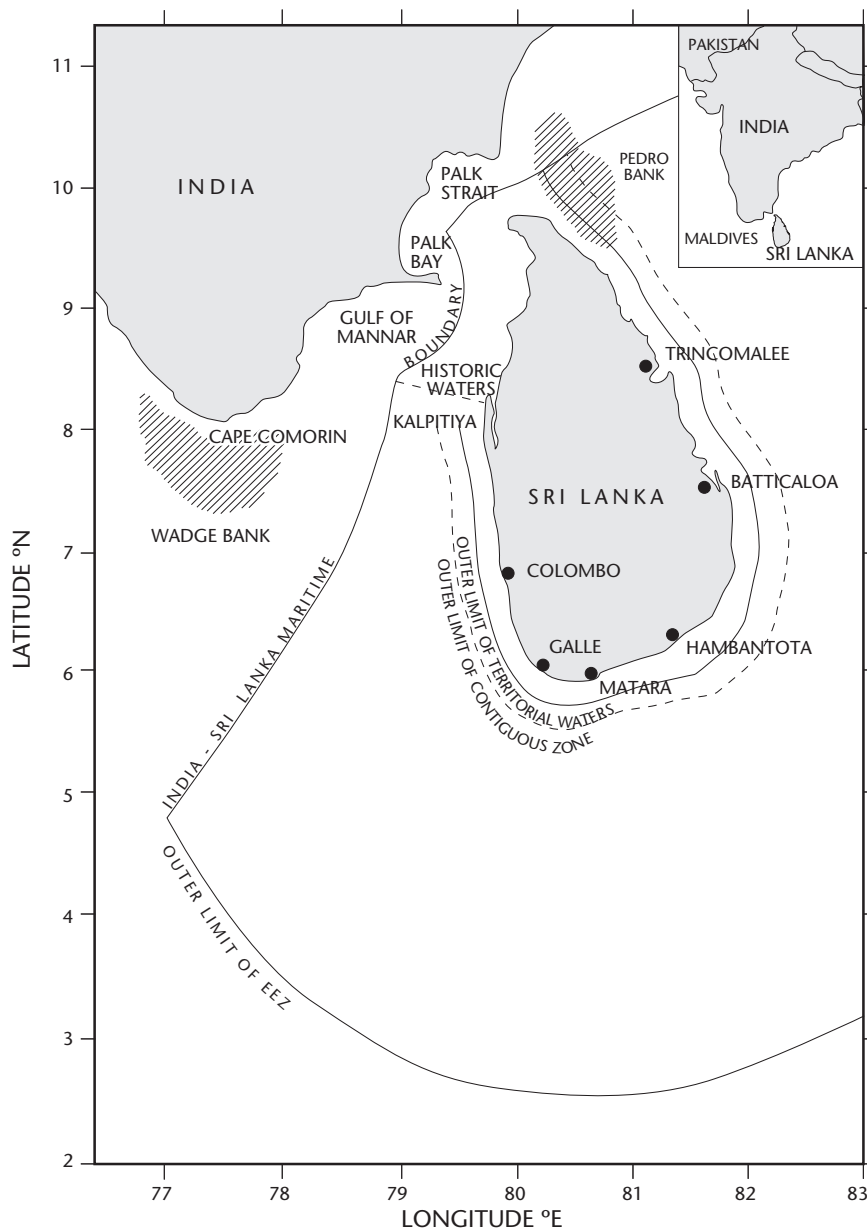 11
10
9
8
7
6
5
4
3
2
LATITUDE ºN
PAKISTAN
INDIA
MALDIVES
SRI LANKA
INDIA
PALK
STRAIT
PEDRO
BANK
PALK
BAY
GULF OF
MANNAR
BOUNDARY
HISTORIC
WATERS
TRINCOMALEE
CAPE COMORIN
KALPITIYA
BATTICALOA
SRI LANKA
WADGE BANK
COLOMBO
GALLE
HAMBANTOTA
MATARA
OUTER LIMIT OF TERRITORIAL WATERS
OUTER LIMIT OF CONTIGUOUS ZONE
INDIA - SRI LANKA MARITIME
OUTER LIMIT OF EEZ
77
78
79
80
81
82
83
LONGITUDE ºE